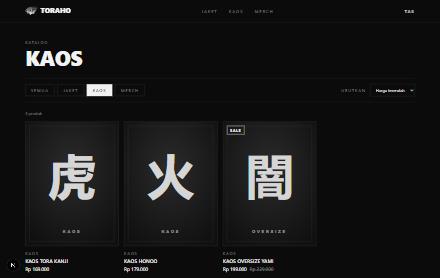 TORAHO
JAKET KAOS MERCH
TAS
KATALOG
KAOS
SEMUA JAKET KAOS MERCH
URUTKAN Harga terendah
3 produk
虎
KAOS
火
KAOS
SALE
闇
OVERSIZE
KAOS
KAOS TORA KANJI
Rp 169.000
KAOS
KAOS HONOO
Rp 179.000
KAOS
KAOS OVERSIZE YAMI
Rp 199.000 Rp 229.000
N